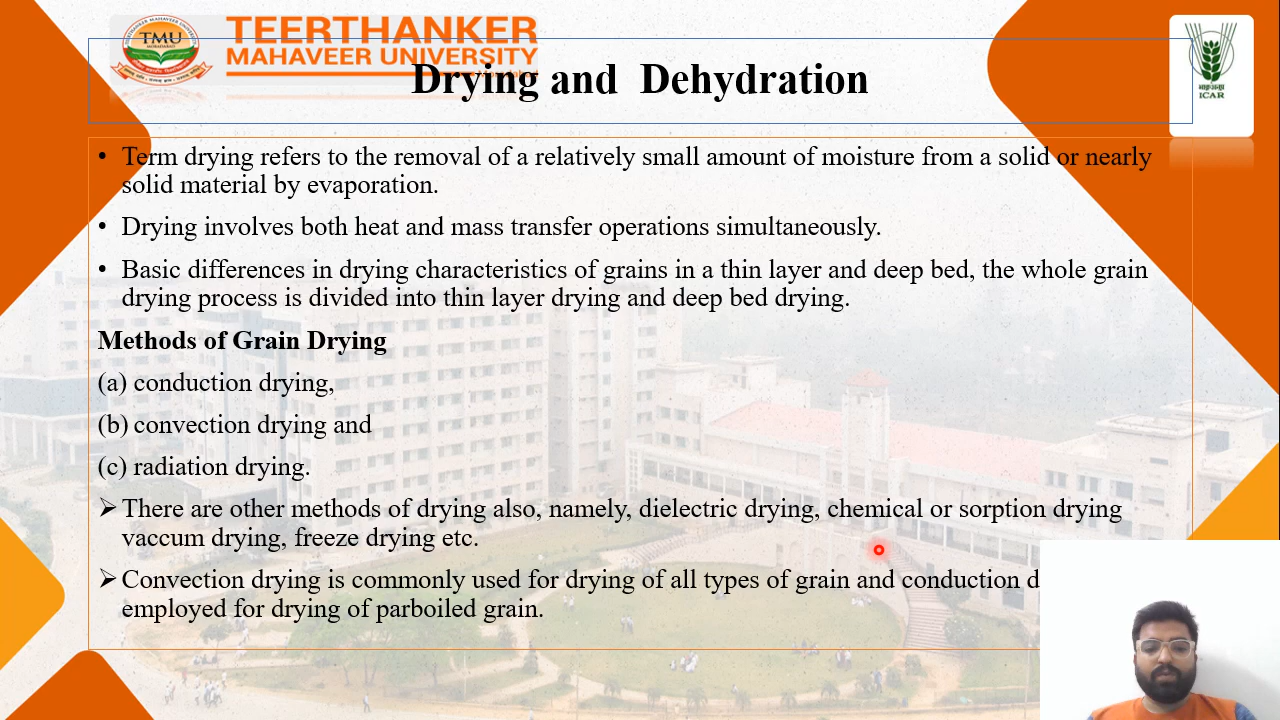 TMU
MORADABAD
TEERTHANKER
MAHAVEER UNIVERSITY
Drying and Dehydration
ICAR
• Term drying refers to the removal of a relatively small amount of moisture from a solid or nearly
solid material by evaporation.
• Drying involves both heat and mass transfer operations simultaneously.
• Basic differences in drying characteristics of grains in a thin layer and deep bed, the whole grain
drying process is divided into thin layer drying and deep bed drying.
Methods of Grain Drying
(a) conduction drying,
(b) convection drying and
(c) radiation drying.
➢ There are other methods of drying also, namely, dielectric drying, chemical or sorption drying
vaccum drying, freeze drying etc.
➢ Convection drying is commonly used for drying of all types of grain and conduction d
employed for drying of parboiled grain.